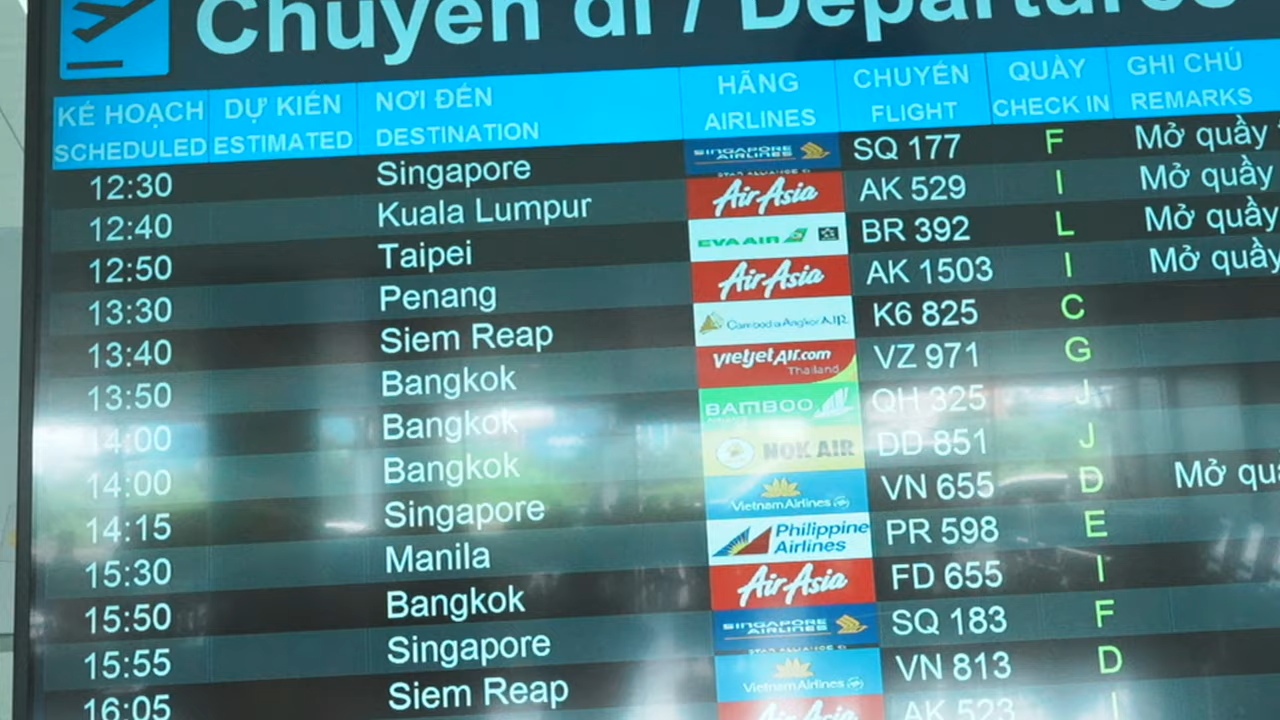 Chuyến đi / Departures
KẾ HOẠCH DỰ KIẾN NƠI ĐẾN HÃNG CHUYẾN QUẦY GHI CHÚ
SCHEDULED ESTIMATED DESTINATION AIRLINES FLIGHT CHECK IN REMARKS
12:30 Singapore SINGAPORE AIRLINES SQ 177 F Mở quầy
12:40 Kuala Lumpur AirAsia AK 529 I Mở quầy
12:50 Taipei EVA AIR BR 392 L Mở quầy
13:30 Penang AirAsia AK 1503 I Mở quầy
13:40 Siem Reap Cambodia Angkor AIR K6 825 C
13:50 Bangkok VietjetAir.com Thailand VZ 971 G
14:00 Bangkok BAMBOO QH 325 J
14:00 Bangkok NOK AIR DD 851 J
14:15 Singapore Vietnam Airlines VN 655 D Mở
15:30 Manila Philippine Airlines PR 598 E
15:50 Bangkok AirAsia FD 655 I
15:55 Singapore SINGAPORE AIRLINES SQ 183 F
16:05 Siem Reap Vietnam Airlines VN 813 D
AirAsia AK 523 I